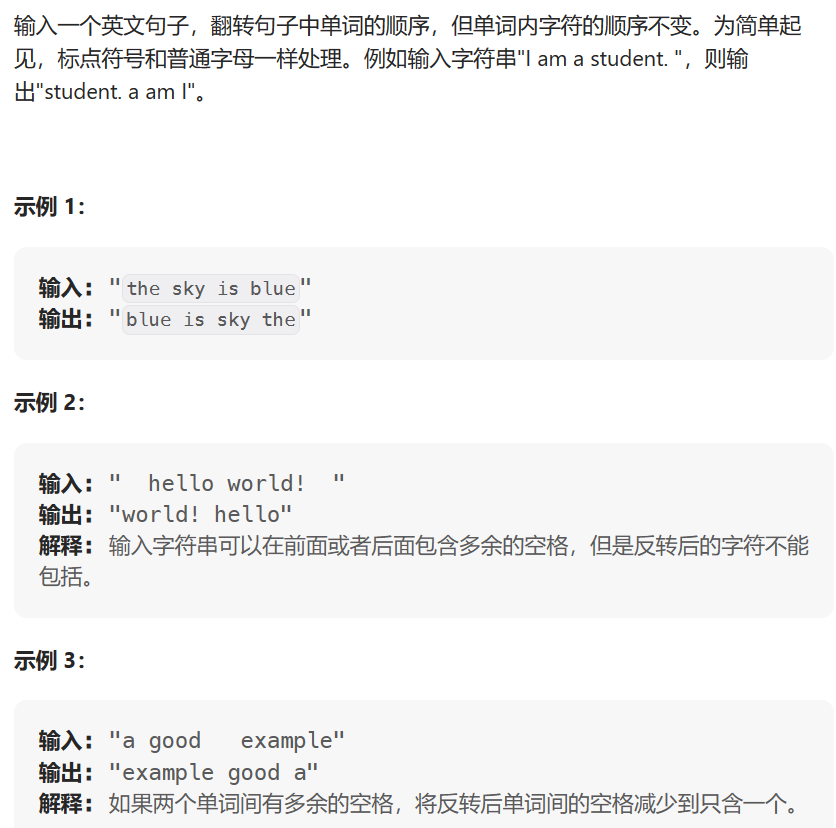 输入一个英文句子，翻转句子中单词的顺序，但单词内字符的顺序不变。为简单起
见，标点符号和普通字母一样处理。例如输入字符串"I am a student. "，则输
出"student. a am I"。
示例 1：
输入： "the sky is blue"
输出： "blue is sky the"
示例 2：
输入： "  hello world!  "
输出： "world! hello"
解释： 输入字符串可以在前面或者后面包含多余的空格，但是反转后的字符不能
包括。
示例 3：
输入： "a good   example"
输出： "example good a"
解释： 如果两个单词间有多余的空格，将反转后单词间的空格减少到只含一个。